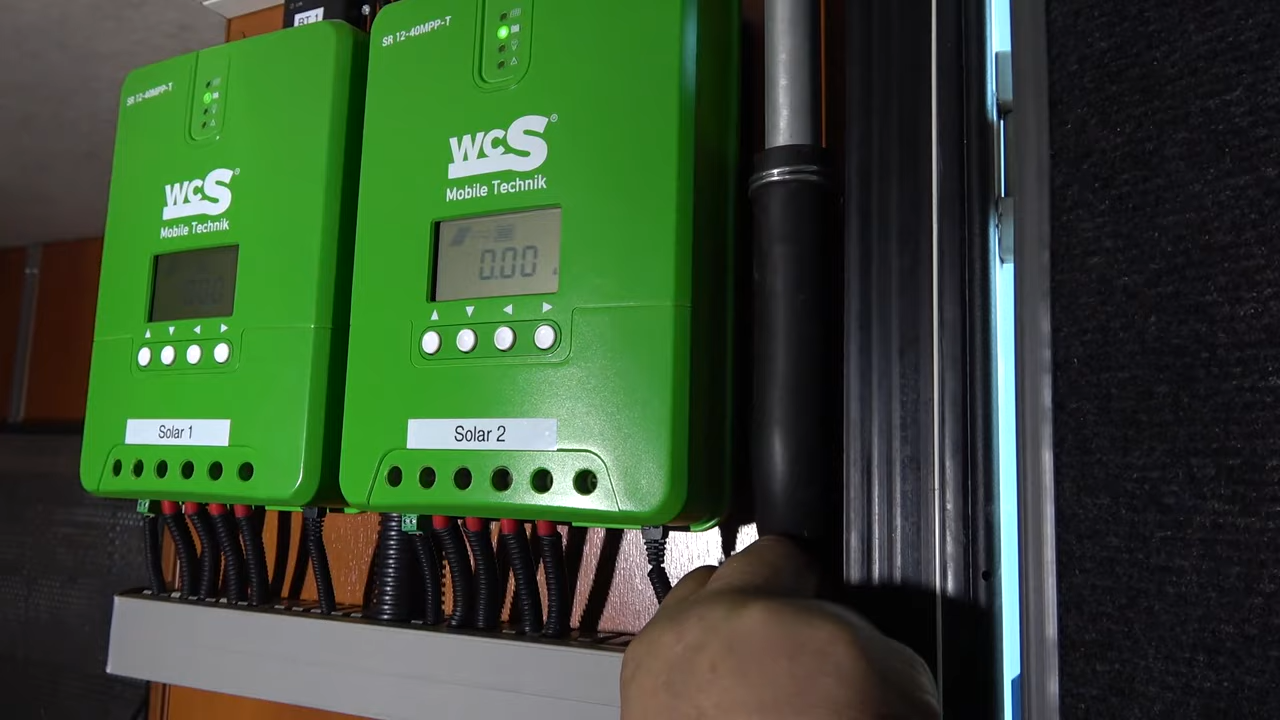 BT 1
SR 12-40MPP-T
wcs®
Mobile Technik
000
Solar 1
SR 12-40MPP-T
wcs®
Mobile Technik
0.00
Solar 2